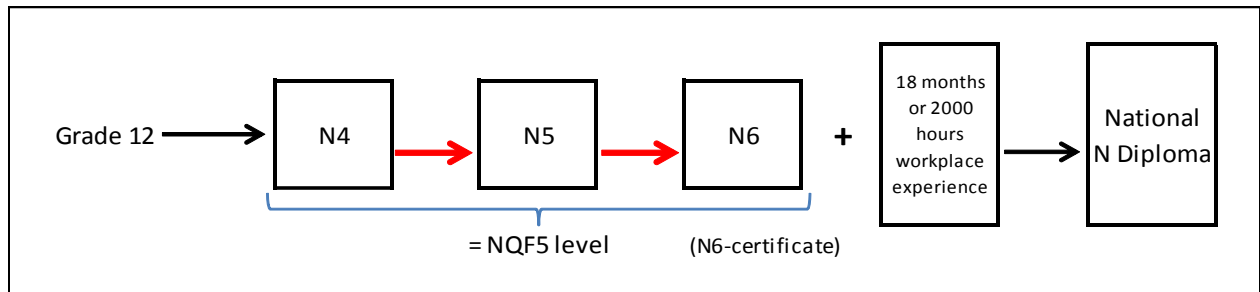 Grade 12
N4
N5
N6
+
18 months
or 2000
hours
workplace
experience
National
N Diploma
= NQF5 level
(N6-certificate)